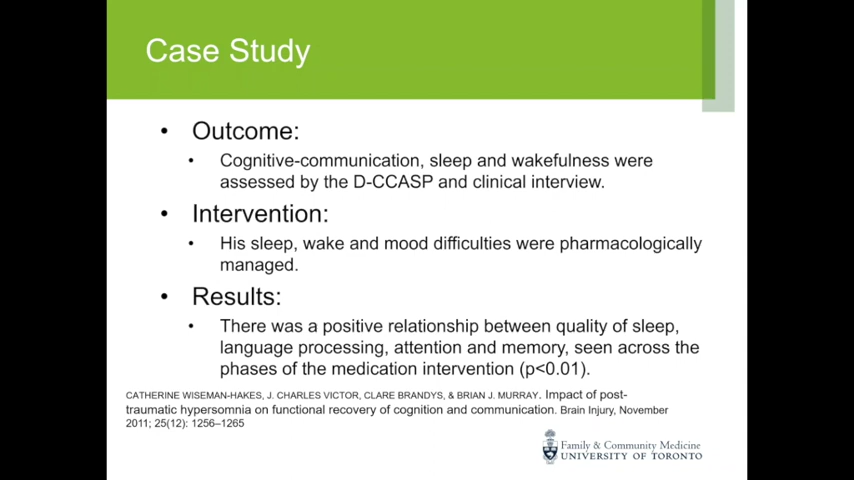 Case Study
• Outcome:
• Cognitive-communication, sleep and wakefulness were
assessed by the D-CCASP and clinical interview.
• Intervention:
• His sleep, wake and mood difficulties were pharmacologically
managed.
• Results:
• There was a positive relationship between quality of sleep,
language processing, attention and memory, seen across the
phases of the medication intervention (p<0.01).
CATHERINE WISEMAN-HAKES, J. CHARLES VICTOR, CLARE BRANDYS, & BRIAN J. MURRAY. Impact of post-
traumatic hypersomnia on functional recovery of cognition and communication. Brain Injury, November
2011; 25(12): 1256–1265
Family & Community Medicine
UNIVERSITY OF TORONTO